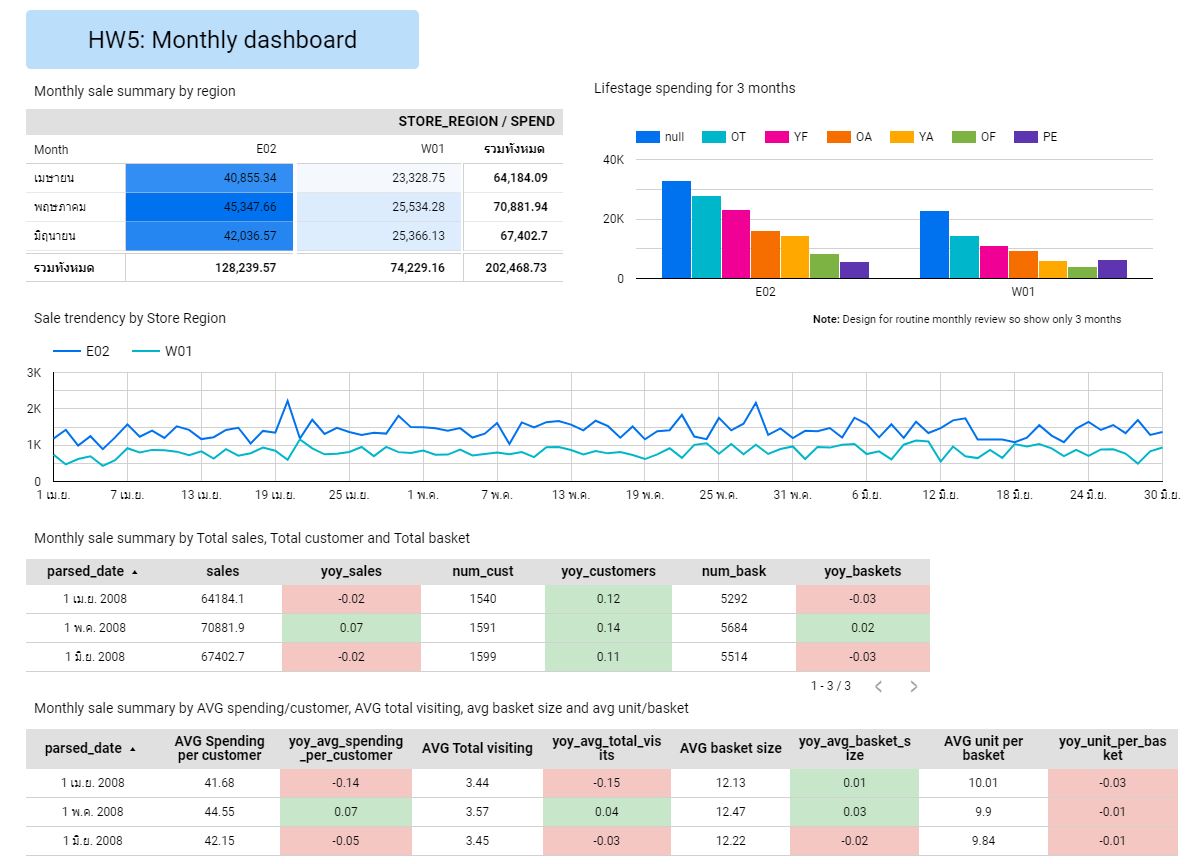 HW5: Monthly dashboard
Monthly sale summary by region
STORE_REGION / SPEND
Month E02 W01 รวมทั้งหมด
เมษายน 40,855.34 23,328.75 64,184.09
พฤษภาคม 45,347.66 25,534.28 70,881.94
มิถุนายน 42,036.57 25,366.13 67,402.7
รวมทั้งหมด 128,239.57 74,229.16 202,468.73
Lifestage spending for 3 months
null OT YF OA YA OF PE
40K
20K
0
E02 W01
Note: Design for routine monthly review so show only 3 months
Sale trendency by Store Region
E02 W01
3K
2K
1K
0
1 เม.ย. 7 เม.ย. 13 เม.ย. 19 เม.ย. 25 เม.ย. 1 พ.ค. 7 พ.ค. 13 พ.ค. 19 พ.ค. 25 พ.ค. 31 พ.ค. 6 มิ.ย. 12 มิ.ย. 18 มิ.ย. 24 มิ.ย. 30 มิ.ย.
Monthly sale summary by Total sales, Total customer and Total basket
parsed_date sales yoy_sales num_cust yoy_customers num_bask yoy_baskets
1 เม.ย. 2008 64184.1 -0.02 1540 0.12 5292 -0.03
1 พ.ค. 2008 70881.9 0.07 1591 0.14 5684 0.02
1 มิ.ย. 2008 67402.7 -0.02 1599 0.11 5514 -0.03
1 - 3 / 3
Monthly sale summary by AVG spending/customer, AVG total visiting, avg basket size and avg unit/basket
parsed_date AVG Spending per customer yoy_avg_spending_per_customer AVG Total visiting yoy_avg_total_visits AVG basket size yoy_avg_basket_size AVG unit per basket yoy_unit_per_basket
1 เม.ย. 2008 41.68 -0.14 3.44 -0.15 12.13 0.01 10.01 -0.03
1 พ.ค. 2008 44.55 0.07 3.57 0.04 12.47 0.03 9.9 -0.01
1 มิ.ย. 2008 42.15 -0.05 3.45 -0.03 12.22 -0.02 9.84 -0.01